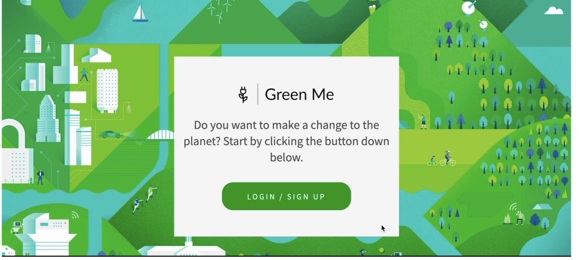 Green Me
Do you want to make a change to the
planet? Start by clicking the button down
below.
LOGIN / SIGN UP